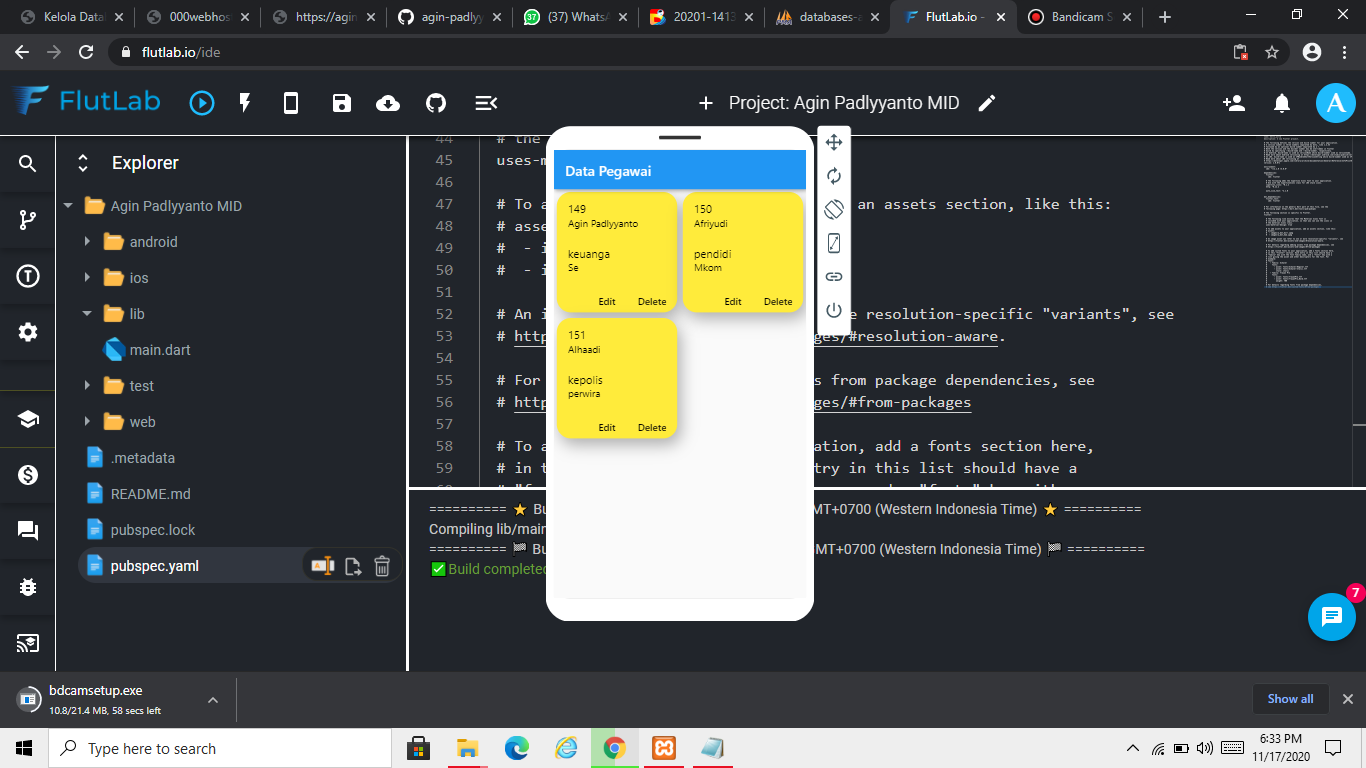 Kelola Data
000webhos
https://agin
agin-padlyy
(37) Whats
20201-1413
databases-a
FlutLab.io -
Bandicam S
flutlab.io/ide
FlutLab
Project: Agin Padlyyanto MID
A
Explorer
Agin Padlyyanto MID
android
ios
lib
main.dart
test
web
.metadata
README.md
pubspec.lock
pubspec.yaml
44 # the
45 uses-m
46
47 # To a an assets section, like this:
48 # asse
49 # - i
50 # - i
51
52 # An i e resolution-specific "variants", see
53 # http ges/#resolution-aware.
54
55 # For s from package dependencies, see
56 # http ges/#from-packages
57
58 # To a ation, add a fonts section here,
59 # in t try in this list should have a
Data Pegawai
149
Agin Padlyyanto
keuanga
Se
Edit Delete
150
Afriyudi
pendidi
Mkom
Edit Delete
151
Alhaadi
kepolis
perwira
Edit Delete
========== Bu MT+0700 (Western Indonesia Time) ==========
Compiling lib/main
========== Bu MT+0700 (Western Indonesia Time) ==========
Build completed
7
bdcamsetup.exe
10.8/21.4 MB, 58 secs left
Show all
Type here to search
6:33 PM
11/17/2020